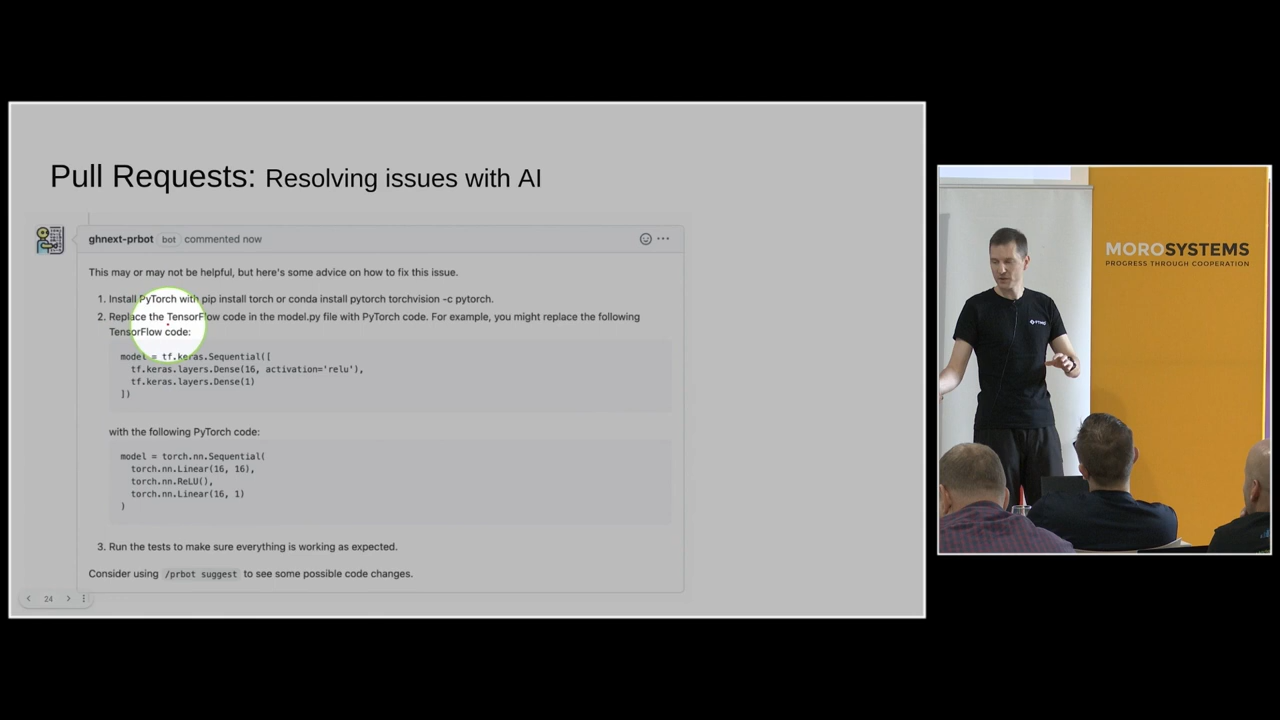 Pull Requests: Resolving issues with AI
ghnext-prbot bot commented now
This may or may not be helpful, but here's some advice on how to fix this issue.
1. Install PyTorch with pip install torch or conda install pytorch torchvision -c pytorch.
2. Replace the TensorFlow code in the model.py file with PyTorch code. For example, you might replace the following
TensorFlow code:
model = tf.keras.Sequential([
tf.keras.layers.Dense(16, activation='relu'),
tf.keras.layers.Dense(1)
])
with the following PyTorch code:
model = torch.nn.Sequential(
torch.nn.Linear(16, 16),
torch.nn.ReLU(),
torch.nn.Linear(16, 1)
)
3. Run the tests to make sure everything is working as expected.
Consider using /prbot suggest to see some possible code changes.
24
MOROSYSTEMS
PROGRESS THROUGH COOPERATION